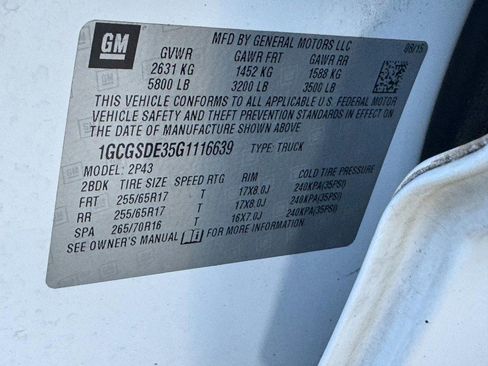 GM
MFD BY GENERAL MOTORS LLC
08/15
GVWR GAWR FRT GAWR RR
2631 KG 1452 KG 1588 KG
5800 LB 3200 LB 3500 LB
THIS VEHICLE CONFORMS TO ALL APPLICABLE U.S. FEDERAL MOTOR
VEHICLE SAFETY AND THEFT PREVENTION STANDARDS IN EFFECT ON
THE DATE OF MANUFACTURE SHOWN ABOVE.
1GCGSDE35G1116639 TYPE: TRUCK
MODEL: 2P43
2BDK TIRE SIZE SPEED RTG RIM COLD TIRE PRESSURE
FRT 255/65R17 T 17X8.0J 240KPA(35PSI)
RR 255/65R17 T 17X8.0J 240KPA(35PSI)
SPA 265/70R16 T 16X7.0J 240KPA(35PSI)
SEE OWNER'S MANUAL FOR MORE INFORMATION.